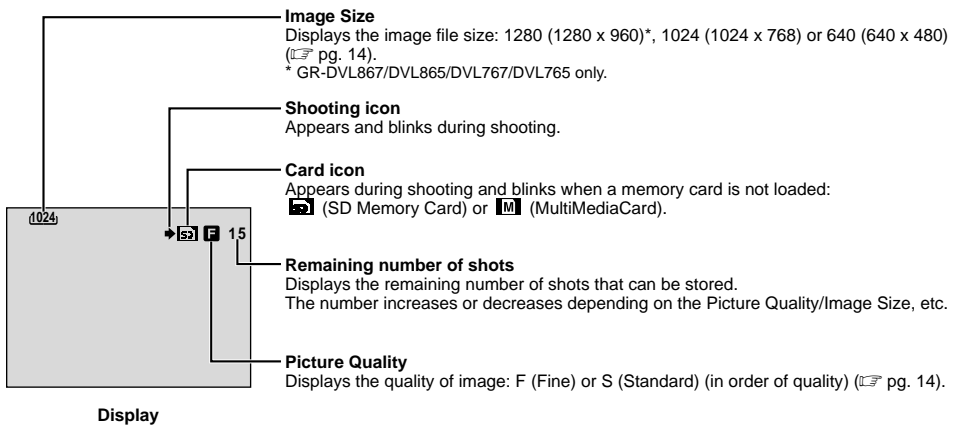 Image Size
Displays the image file size: 1280 (1280 x 960)*, 1024 (1024 x 768) or 640 (640 x 480)
(☞ pg. 14).
* GR-DVL867/DVL865/DVL767/DVL765 only.
Shooting icon
Appears and blinks during shooting.
Card icon
Appears during shooting and blinks when a memory card is not loaded:
SD (SD Memory Card) or M (MultiMediaCard).
1024
SD F 15
Remaining number of shots
Displays the remaining number of shots that can be stored.
The number increases or decreases depending on the Picture Quality/Image Size, etc.
Picture Quality
Displays the quality of image: F (Fine) or S (Standard) (in order of quality) (☞ pg. 14).
Display